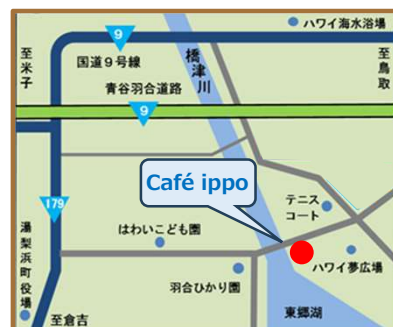 ハワイ海水浴場
9
至米子
国道9号線
橋津川
至鳥取
青谷羽合道路
9
Café ippo
179
テニス
コート
はわいこども園
湯梨浜町役場
ハワイ夢広場
羽合ひかり園
東郷湖
至倉吉